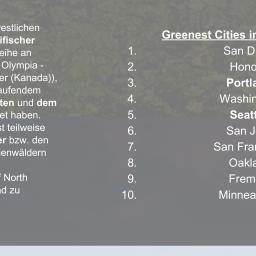 estlichen
ifischer
eihe an
Olympia -
er (Kanada)),
aufendem
ten und dem
et haben.
st teilweise
er bzw. den
enwäldern
f North
nd zu
Greenest Cities in
1. San D
2. Hono
3. Portla
4. Washin
5. Seatt
6. San J
7. San Fran
8. Oakla
9. Frem
10. Minnea